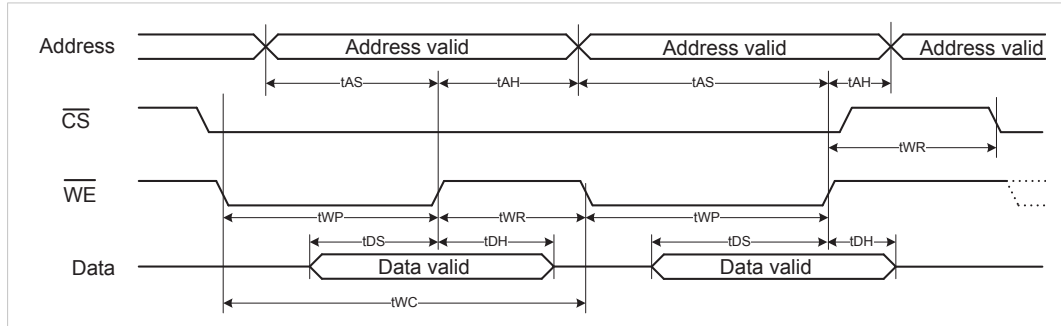 Address Address valid Address valid Address valid
tAS tAH tAS tAH
CS
tWR
WE
tWP tWR tWP
tDS tDH tDS tDH
Data Data valid Data valid
tWC